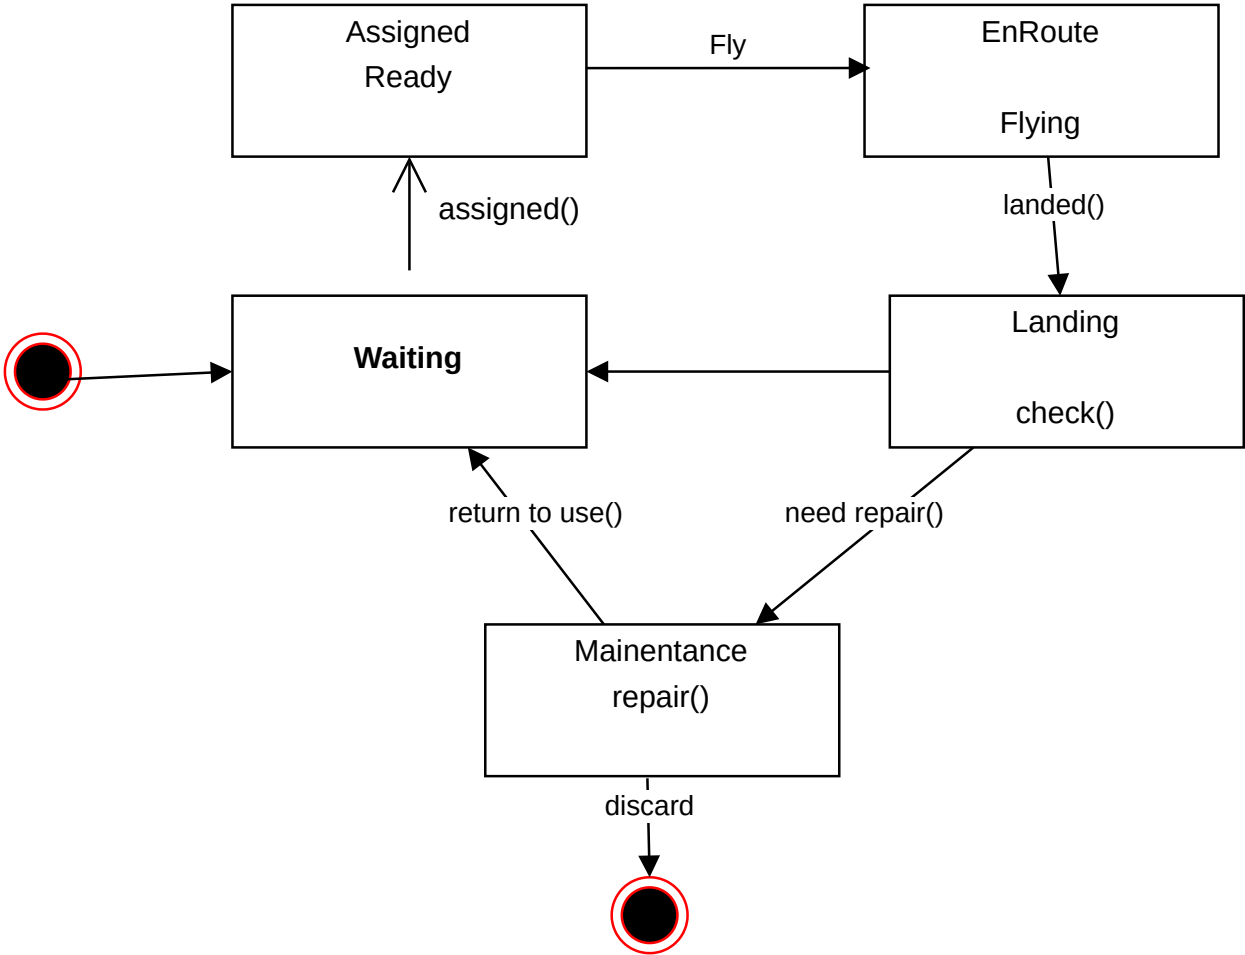 Assigned
Ready
Fly
EnRoute
Flying
assigned()
landed()
Waiting
Landing
check()
return to use()
need repair()
Mainentance
repair()
discard